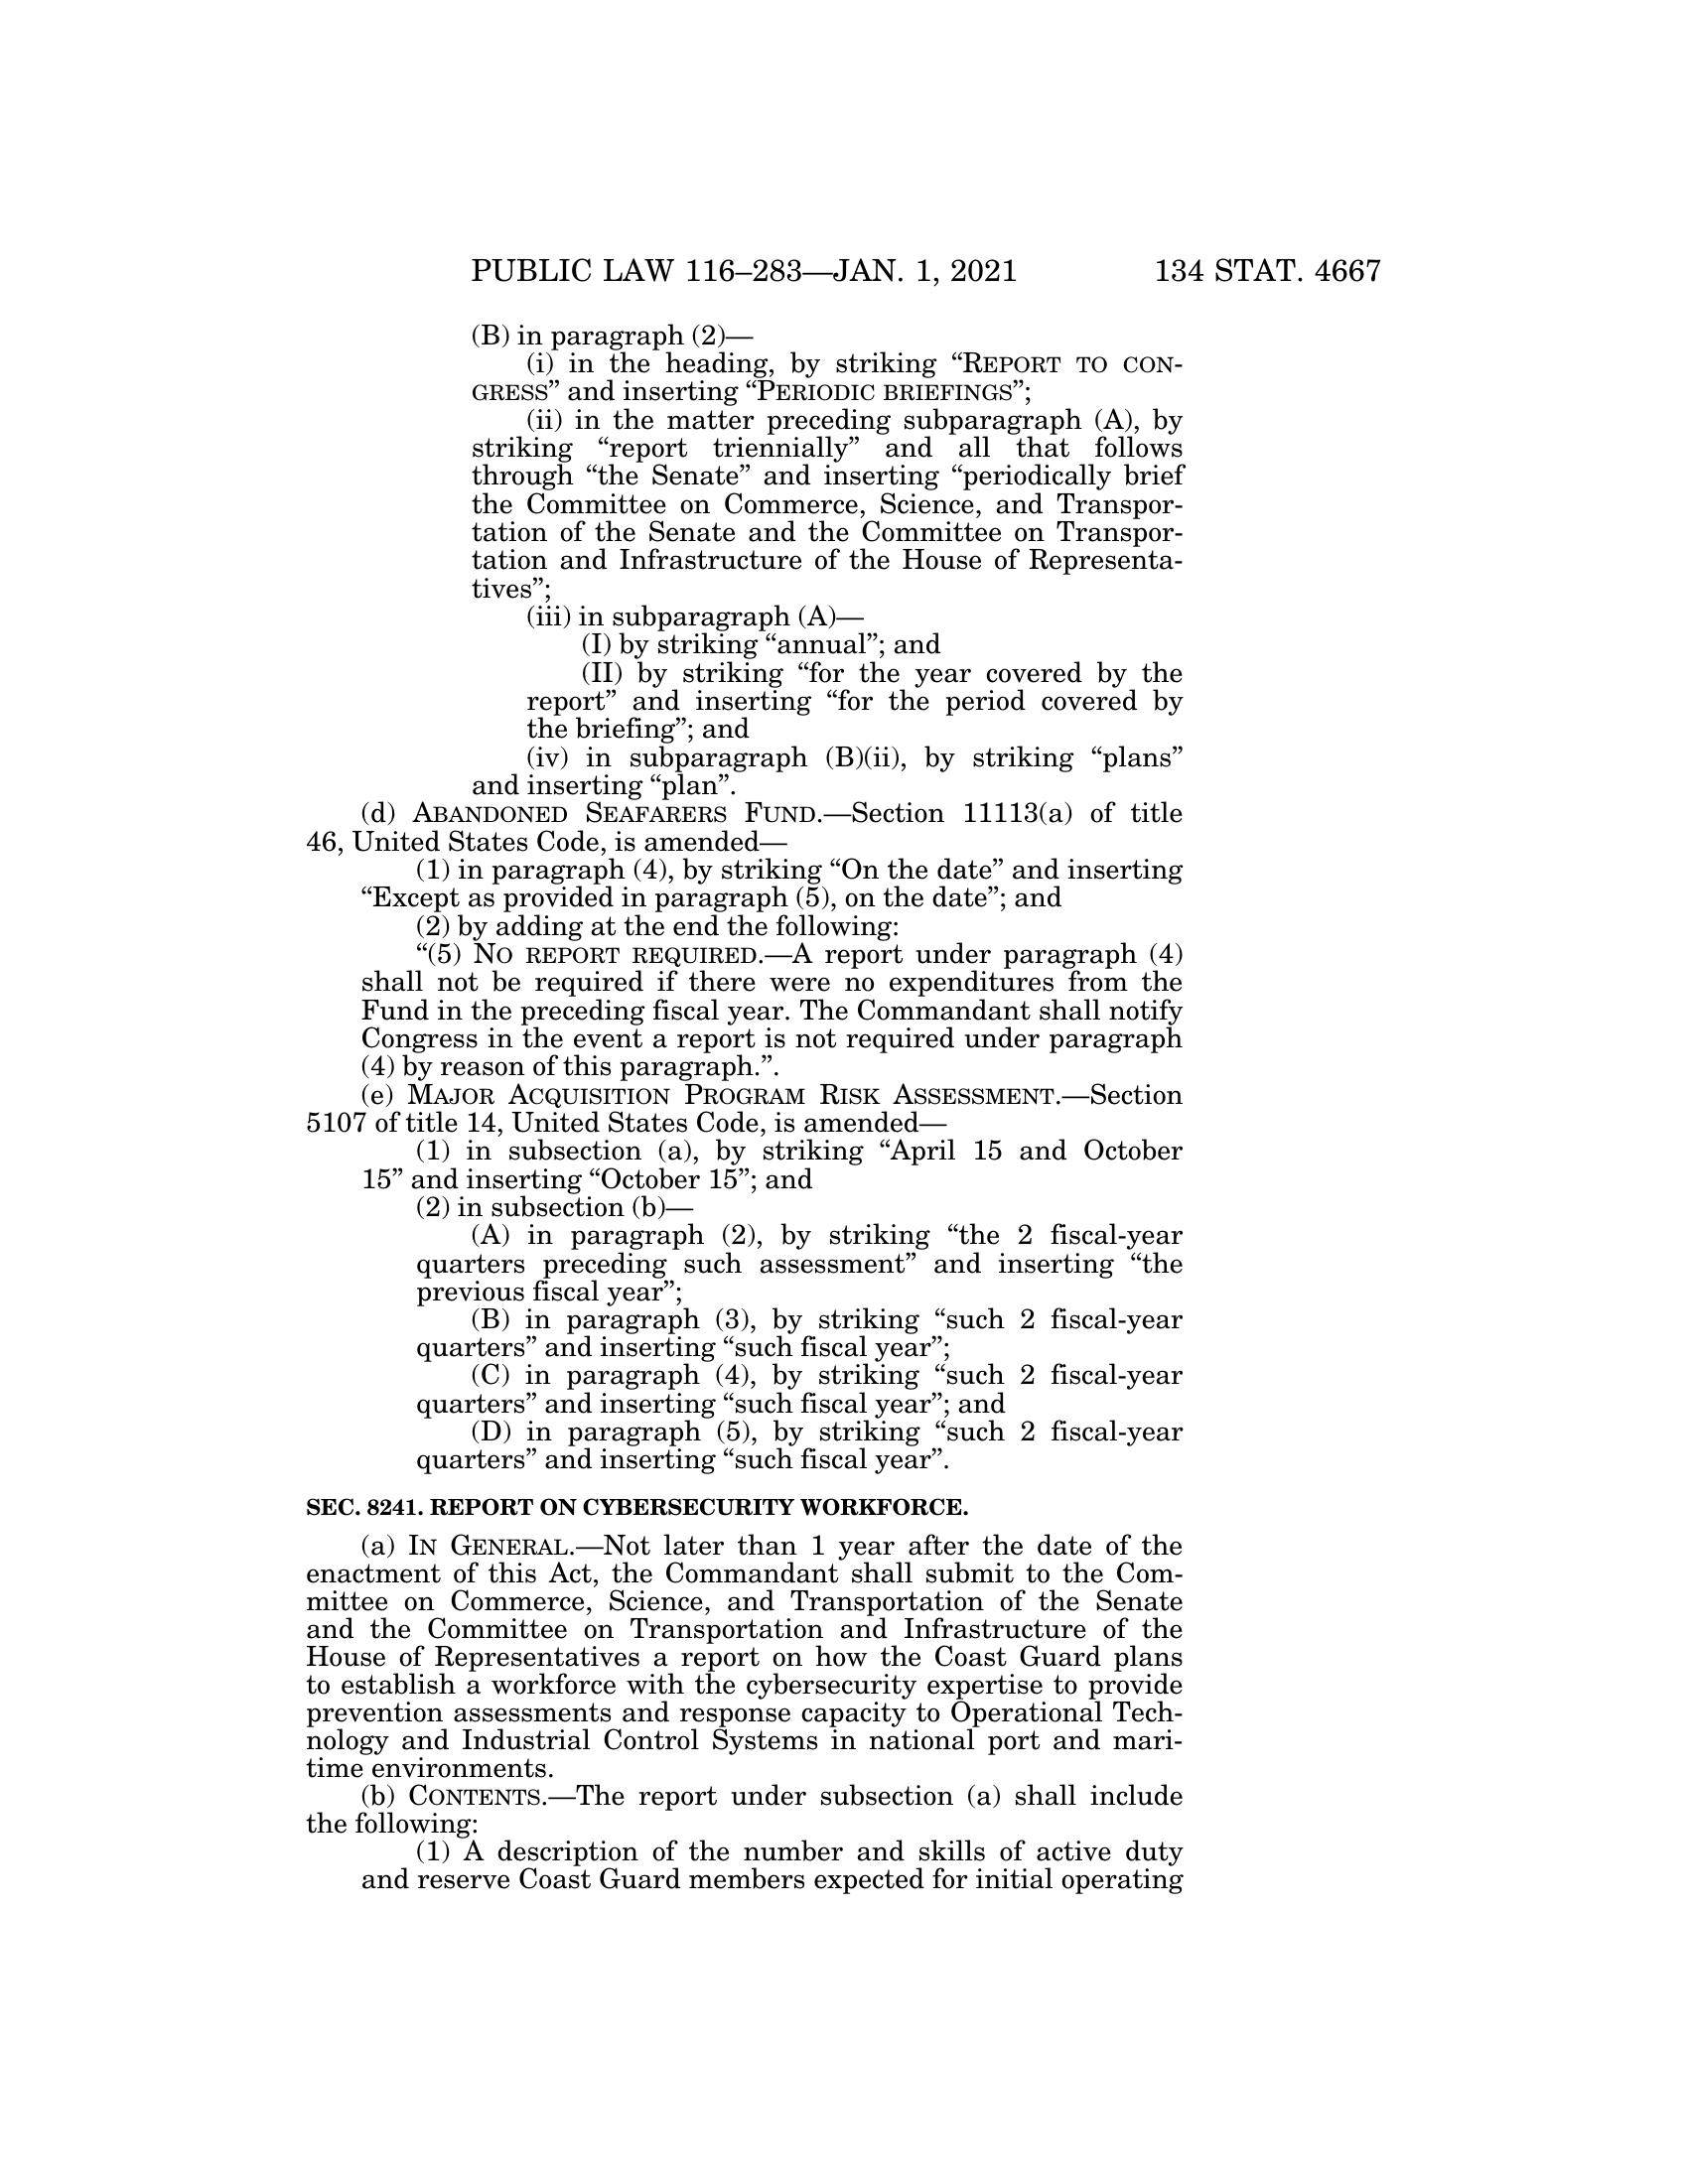 PUBLIC LAW 116–283—JAN. 1, 2021 134 STAT. 4667
(B) in paragraph (2)—
(i) in the heading, by striking “REPORT TO CON-
GRESS” and inserting “PERIODIC BRIEFINGS”;
(ii) in the matter preceding subparagraph (A), by
striking “report triennially” and all that follows
through “the Senate” and inserting “periodically brief
the Committee on Commerce, Science, and Transpor-
tation of the Senate and the Committee on Transpor-
tation and Infrastructure of the House of Representa-
tives”;
(iii) in subparagraph (A)—
(I) by striking “annual”; and
(II) by striking “for the year covered by the
report” and inserting “for the period covered by
the briefing”; and
(iv) in subparagraph (B)(ii), by striking “plans”
and inserting “plan”.
(d) ABANDONED SEAFARERS FUND.—Section 11113(a) of title
46, United States Code, is amended—
(1) in paragraph (4), by striking “On the date” and inserting
“Except as provided in paragraph (5), on the date”; and
(2) by adding at the end the following:
“(5) NO REPORT REQUIRED.—A report under paragraph (4)
shall not be required if there were no expenditures from the
Fund in the preceding fiscal year. The Commandant shall notify
Congress in the event a report is not required under paragraph
(4) by reason of this paragraph.”.
(e) MAJOR ACQUISITION PROGRAM RISK ASSESSMENT.—Section
5107 of title 14, United States Code, is amended—
(1) in subsection (a), by striking “April 15 and October
15” and inserting “October 15”; and
(2) in subsection (b)—
(A) in paragraph (2), by striking “the 2 fiscal-year
quarters preceding such assessment” and inserting “the
previous fiscal year”;
(B) in paragraph (3), by striking “such 2 fiscal-year
quarters” and inserting “such fiscal year”;
(C) in paragraph (4), by striking “such 2 fiscal-year
quarters” and inserting “such fiscal year”; and
(D) in paragraph (5), by striking “such 2 fiscal-year
quarters” and inserting “such fiscal year”.
SEC. 8241. REPORT ON CYBERSECURITY WORKFORCE.
(a) IN GENERAL.—Not later than 1 year after the date of the
enactment of this Act, the Commandant shall submit to the Com-
mittee on Commerce, Science, and Transportation of the Senate
and the Committee on Transportation and Infrastructure of the
House of Representatives a report on how the Coast Guard plans
to establish a workforce with the cybersecurity expertise to provide
prevention assessments and response capacity to Operational Tech-
nology and Industrial Control Systems in national port and mari-
time environments.
(b) CONTENTS.—The report under subsection (a) shall include
the following:
(1) A description of the number and skills of active duty
and reserve Coast Guard members expected for initial operating